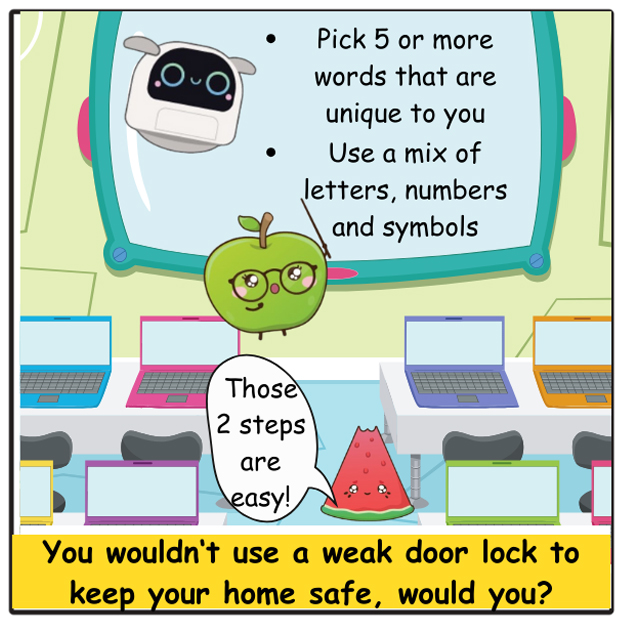 • Pick 5 or more
words that are
unique to you
• Use a mix of
letters, numbers
and symbols
Those
2 steps
are
easy!
You wouldn't use a weak door lock to
keep your home safe, would you?